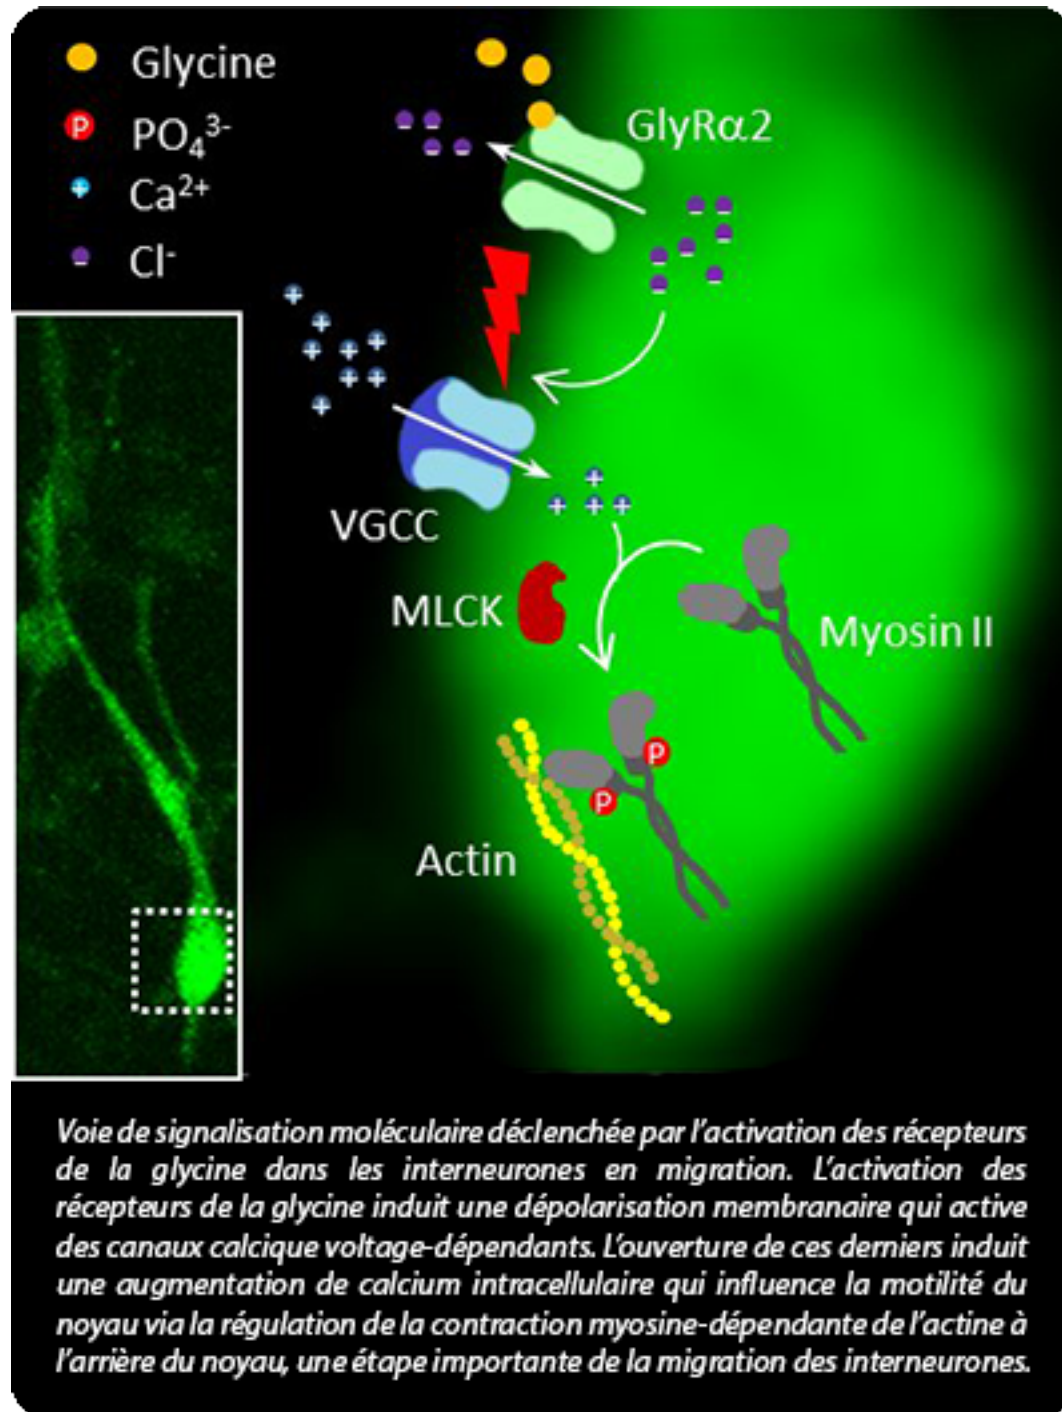 Glycine
PO₄³⁻
Ca²⁺
Cl⁻
GlyRα2
VGCC
MLCK
Myosin II
P
P
Actin
Voie de signalisation moléculaire déclenchée par l'activation des récepteurs
de la glycine dans les interneurones en migration. L'activation des
récepteurs de la glycine induit une dépolarisation membranaire qui active
des canaux calcique voltage-dépendants. L'ouverture de ces derniers induit
une augmentation de calcium intracellulaire qui influence la motilité du
noyau via la régulation de la contraction myosine-dépendante de l'actine à
l'arrière du noyau, une étape importante de la migration des interneurones.